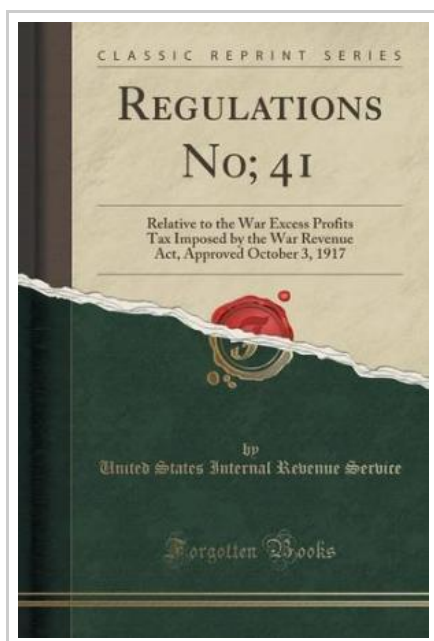 CLASSIC REPRINT SERIES
REGULATIONS
NO; 41
Relative to the War Excess Profits
Tax Imposed by the War Revenue
Act, Approved October 3, 1917
F
by
United States Internal Revenue Service
Forgotten Books